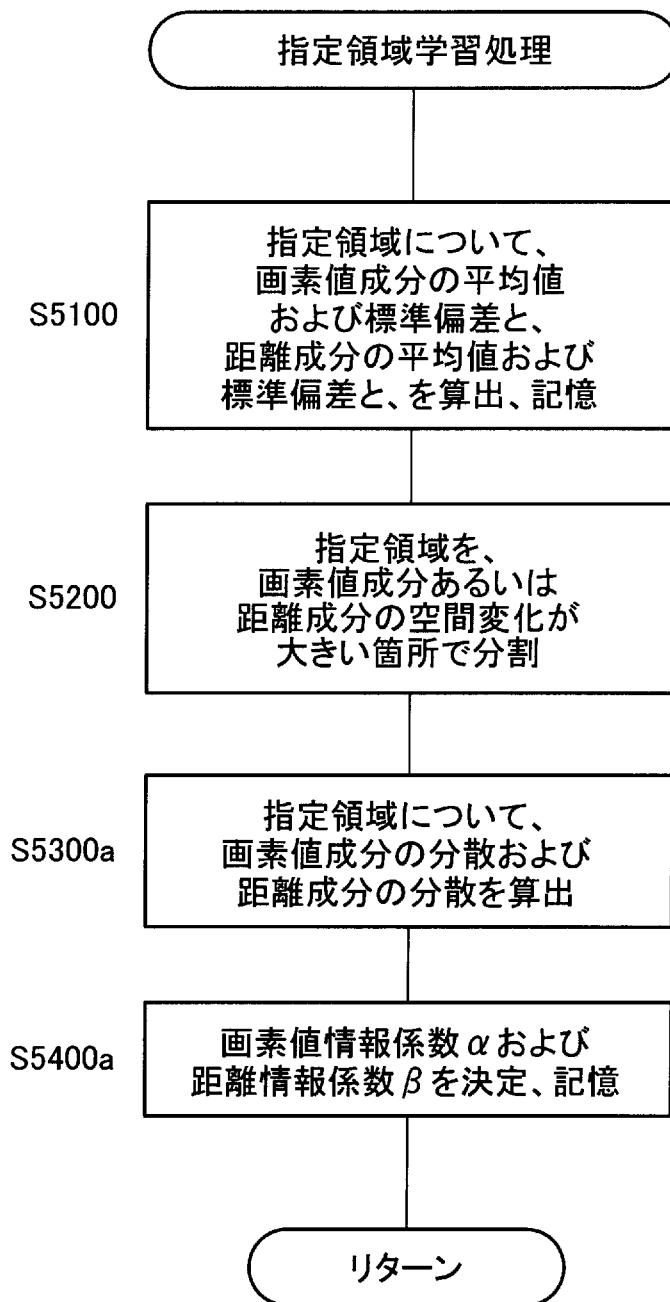 指定領域学習処理
S5100
指定領域について、
画素値成分の平均値
および標準偏差と、
距離成分の平均値および
標準偏差と、を算出、記憶
S5200
指定領域を、
画素値成分あるいは
距離成分の空間変化が
大きい箇所で分割
S5300a
指定領域について、
画素値成分の分散および
距離成分の分散を算出
S5400a
画素値情報係数αおよび
距離情報係数βを決定、記憶
リターン